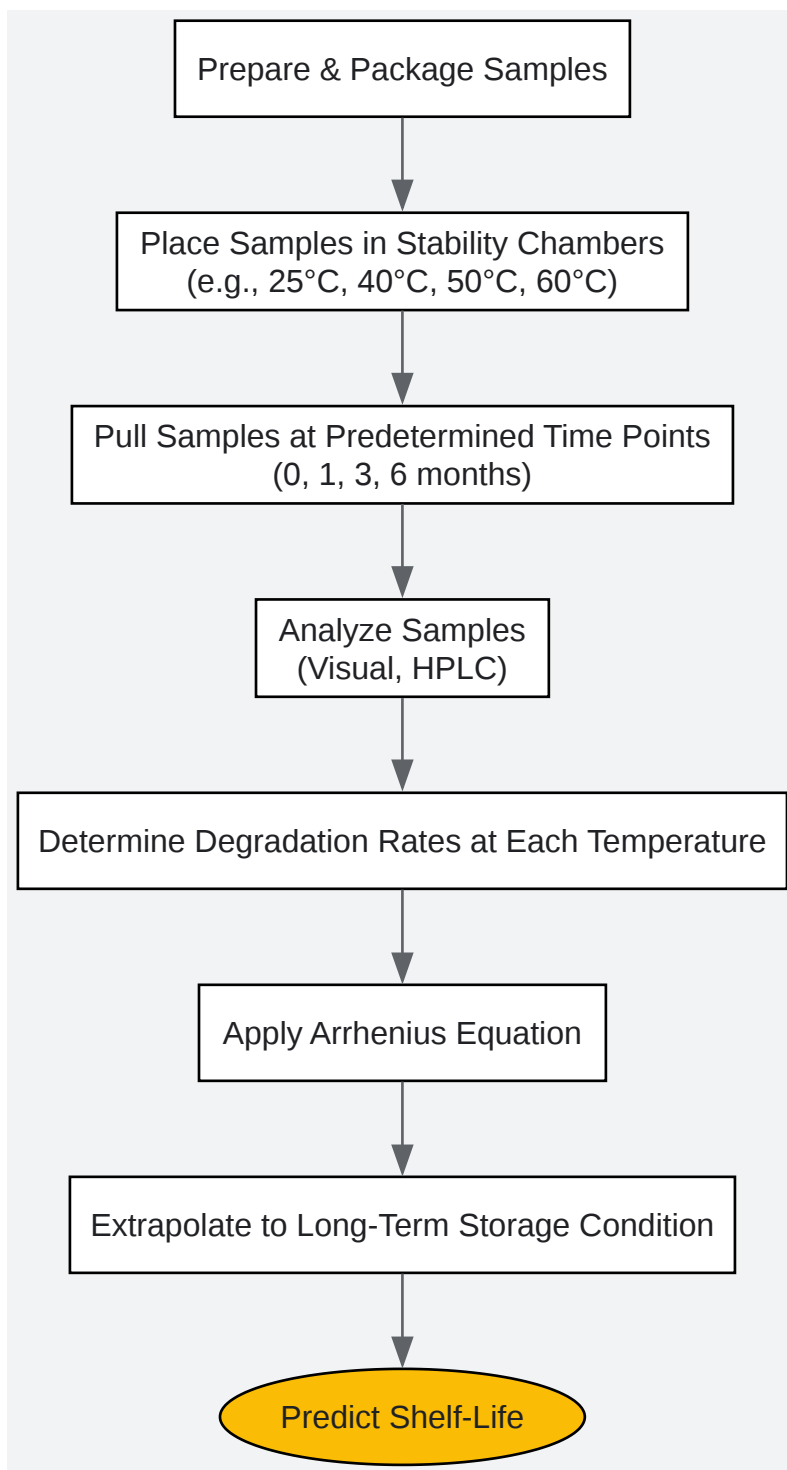 Prepare & Package Samples
Place Samples in Stability Chambers
(e.g., 25°C, 40°C, 50°C, 60°C)
Pull Samples at Predetermined Time Points
(0, 1, 3, 6 months)
Analyze Samples
(Visual, HPLC)
Determine Degradation Rates at Each Temperature
Apply Arrhenius Equation
Extrapolate to Long-Term Storage Condition
Predict Shelf-Life